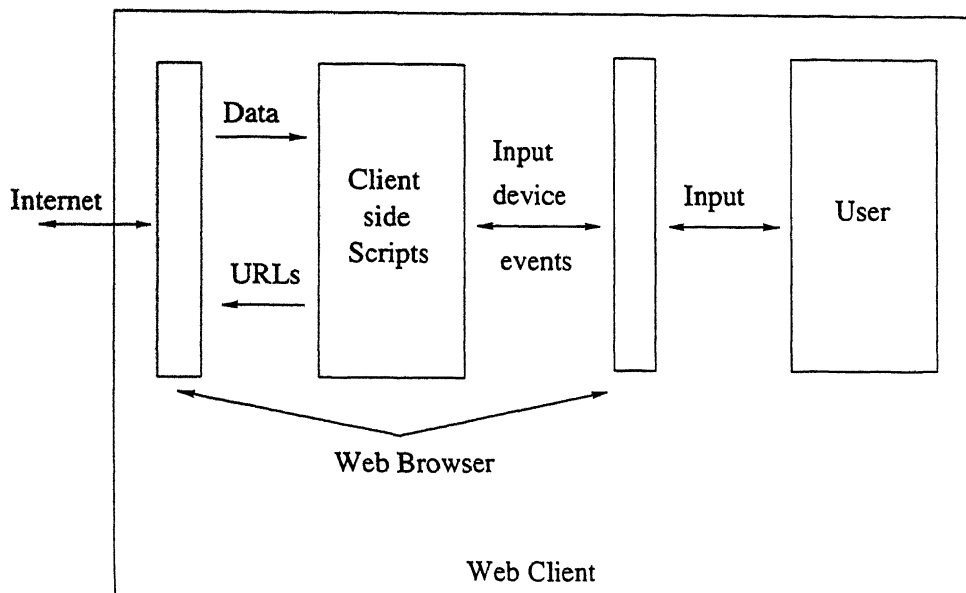 Data
Internet
URLs
Client
side
Scripts
Input
device
events
Input
User
Web Browser
Web Client